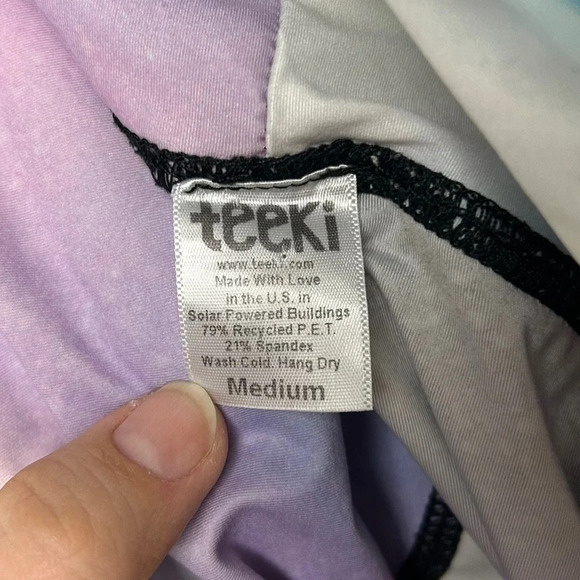 teeki
www.teeki.com
Made With Love
in the U.S. in
Solar Powered Buildings
79% Recycled P.E.T.
21% Spandex
Wash Cold. Hang Dry
Medium